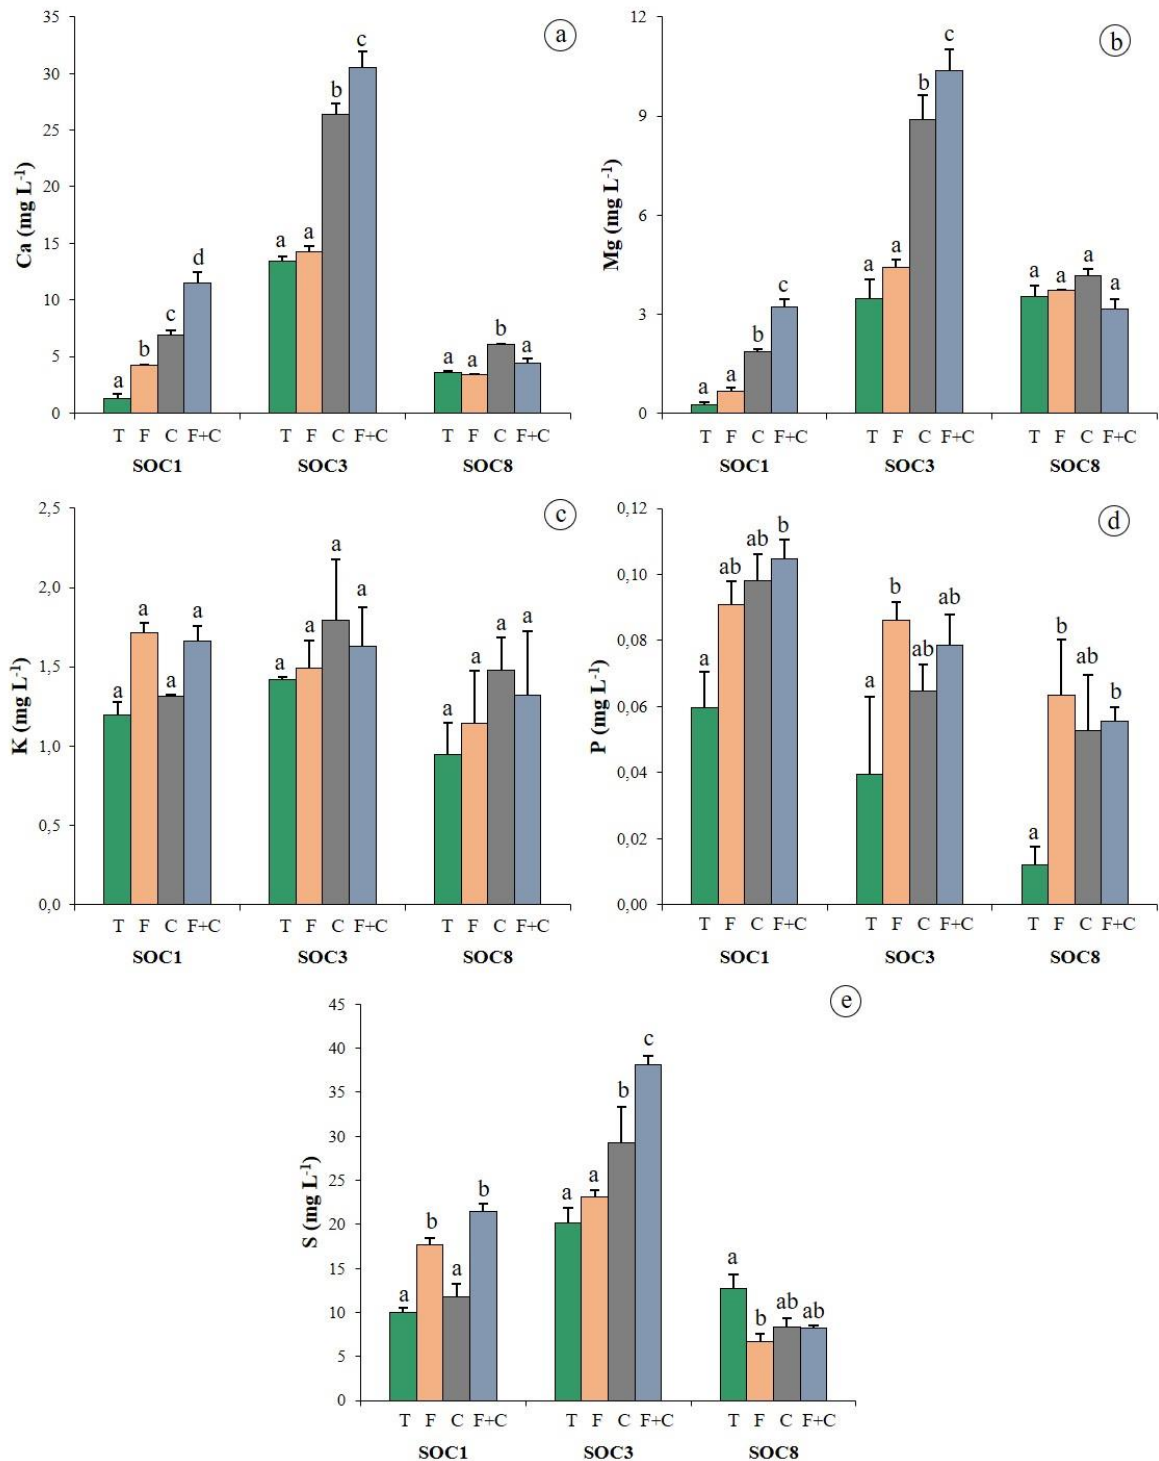 a
35
30
25
20
15
10
5
0
Ca (mg L⁻¹)
a b c d
a a b c
a a b a
T F C F+C T F C F+C T F C F+C
SOC1 SOC3 SOC8
b
12
9
6
3
0
Mg (mg L⁻¹)
a a b c
a a b c
a a a a
T F C F+C T F C F+C T F C F+C
SOC1 SOC3 SOC8
c
2,5
2,0
1,5
1,0
0,5
0,0
K (mg L⁻¹)
a a a a
a a a a
a a a a
T F C F+C T F C F+C T F C F+C
SOC1 SOC3 SOC8
d
0,12
0,10
0,08
0,06
0,04
0,02
0,00
P (mg L⁻¹)
a ab ab b
a b ab ab
a b ab b
T F C F+C T F C F+C T F C F+C
SOC1 SOC3 SOC8
e
45
40
35
30
25
20
15
10
5
0
S (mg L⁻¹)
a b a b
a a b c
a b ab ab
T F C F+C T F C F+C T F C F+C
SOC1 SOC3 SOC8